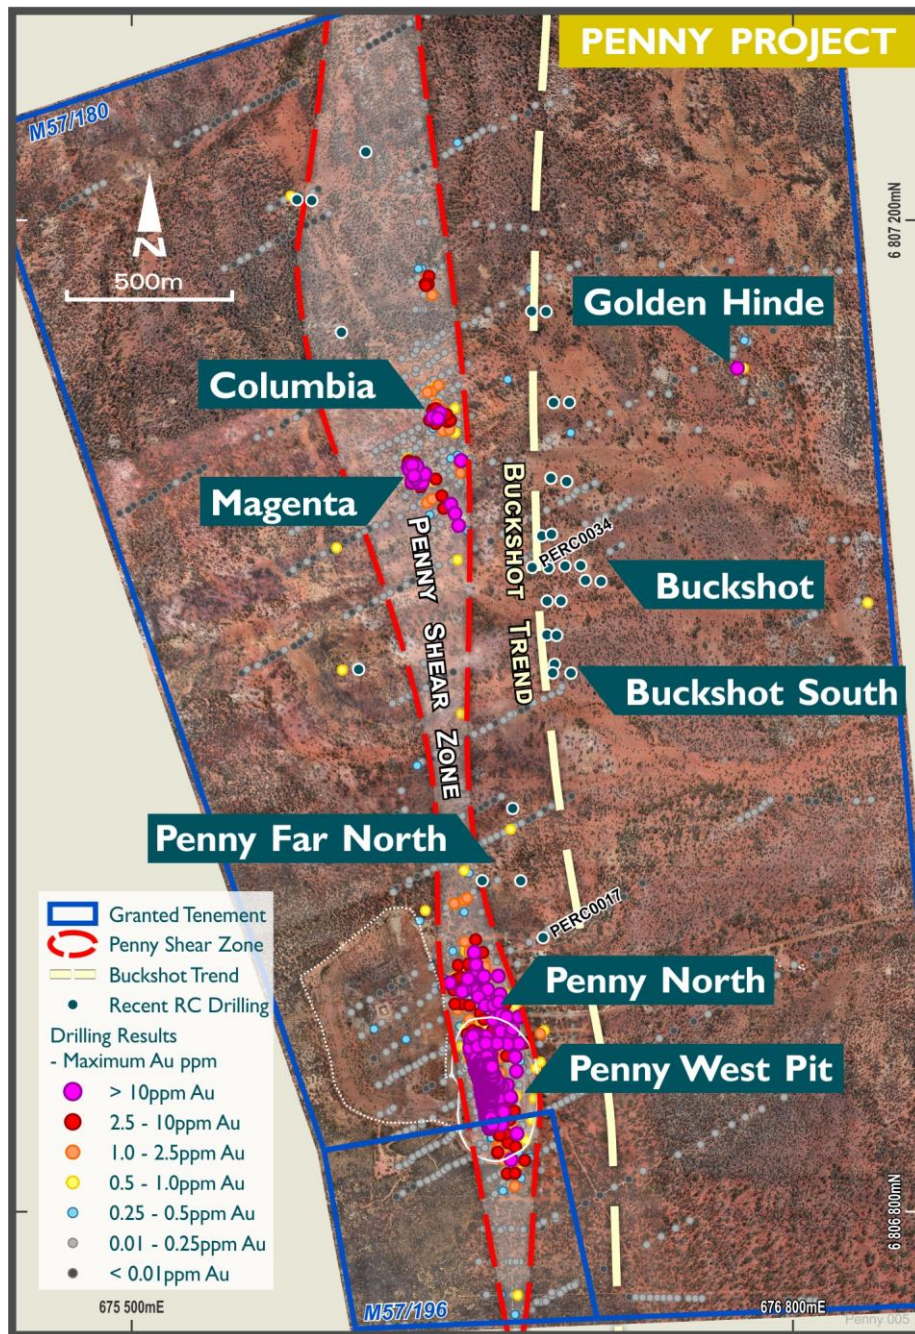 PENNY PROJECT
M57/180
6 807 200mN
N
500m
Golden Hinde
Columbia
Magenta
BUCKSHOT TREND
PERC0034
PENNY SHEAR ZONE
Buckshot
Buckshot South
Penny Far North
PERC0017
Penny North
Penny West Pit
Granted Tenement
Penny Shear Zone
Buckshot Trend
Recent RC Drilling
Drilling Results
- Maximum Au ppm
> 10ppm Au
2.5 - 10ppm Au
1.0 - 2.5ppm Au
0.5 - 1.0ppm Au
0.25 - 0.5ppm Au
0.01 - 0.25ppm Au
< 0.01ppm Au
6 806 800mN
675 500mE
M57/196
676 800mE
Penny 005